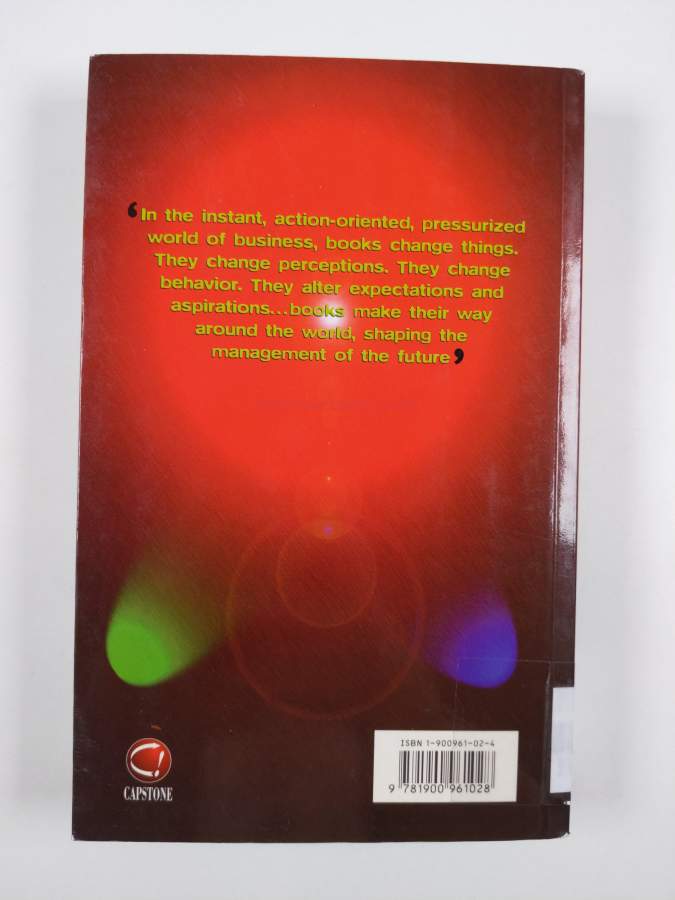 ‘In the instant, action-oriented, pressurized
world of business, books change things.
They change perceptions. They change
behavior. They alter expectations and
aspirations...books make their way
around the world, shaping the
management of the future’
C!
CAPSTONE
ISBN 1-900961-02-4
9 781900 961028